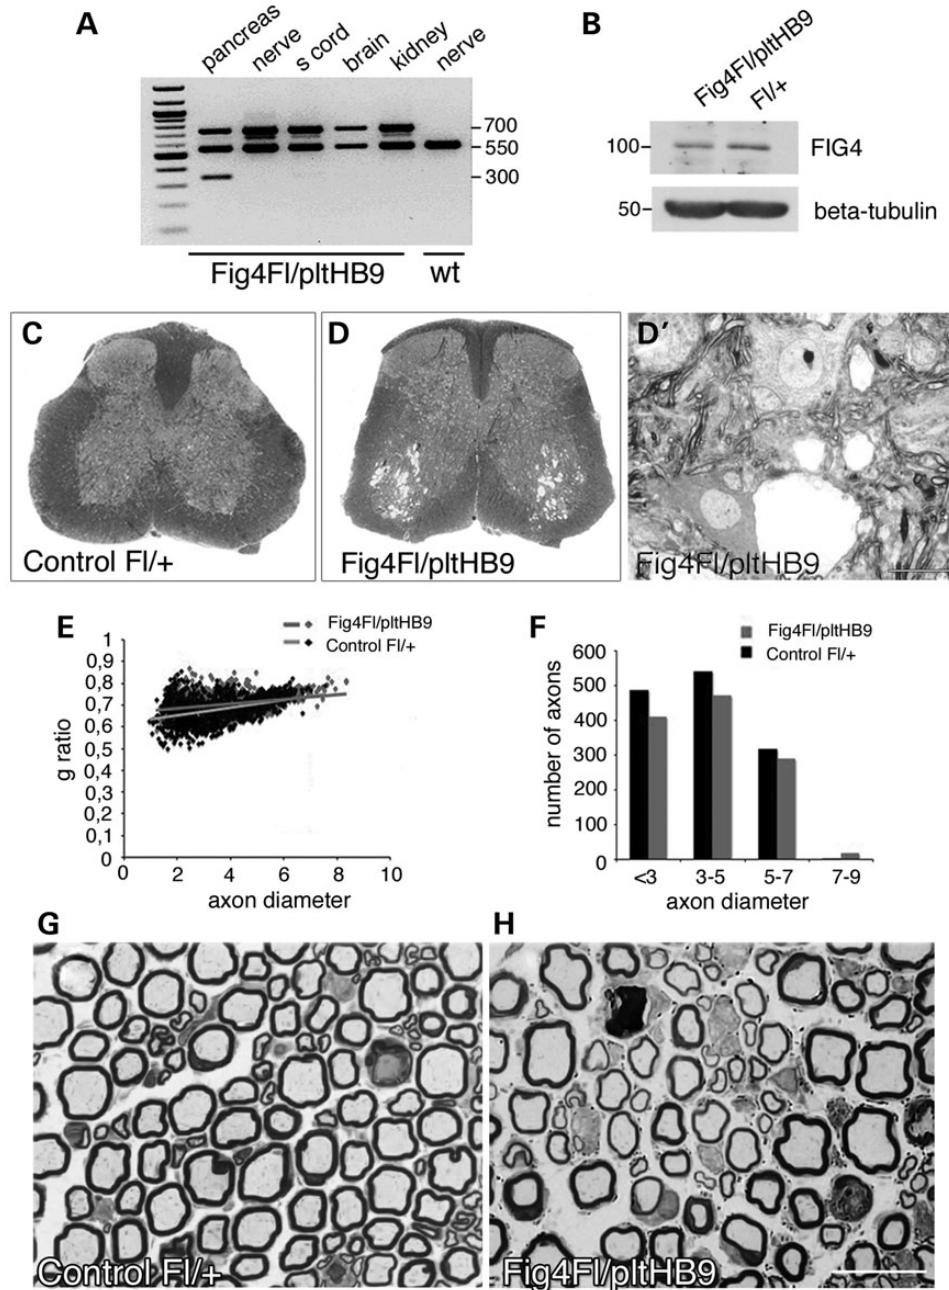 A
pancreas
nerve
s cord
brain
kidney
nerve
700
550
300
Fig4Fl/pltHB9
wt
B
Fig4Fl/pltHB9
Fl/+
100
FIG4
50
beta-tubulin
C
Control Fl/+
D
Fig4Fl/pltHB9
D′
Fig4Fl/pltHB9
E
Fig4Fl/pltHB9
Control Fl/+
1
0,9
0,8
0,7
0,6
0,5
0,4
0,3
0,2
0,1
0
g ratio
0 2 4 6 8 10
axon diameter
F
Fig4Fl/pltHB9
Control Fl/+
600
500
400
300
200
100
0
number of axons
<3 3-5 5-7 7-9
axon diameter
G
Control Fl/+
H
Fig4Fl/pltHB9